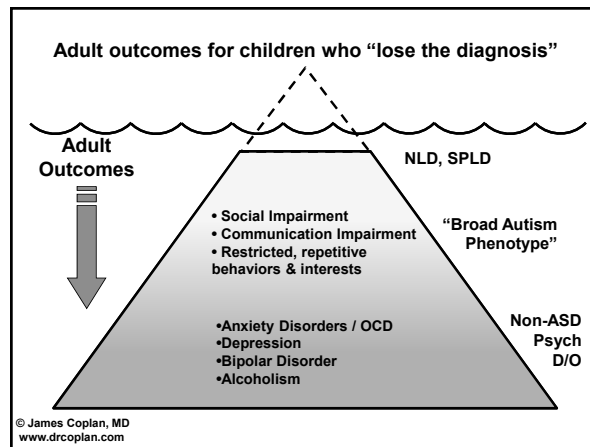 Adult outcomes for children who “lose the diagnosis”
Adult
Outcomes
NLD, SPLD
• Social Impairment
• Communication Impairment
• Restricted, repetitive
behaviors & interests
“Broad Autism
Phenotype”
•Anxiety Disorders / OCD
•Depression
•Bipolar Disorder
•Alcoholism
Non-ASD
Psych
D/O
© James Coplan, MD
www.drcoplan.com